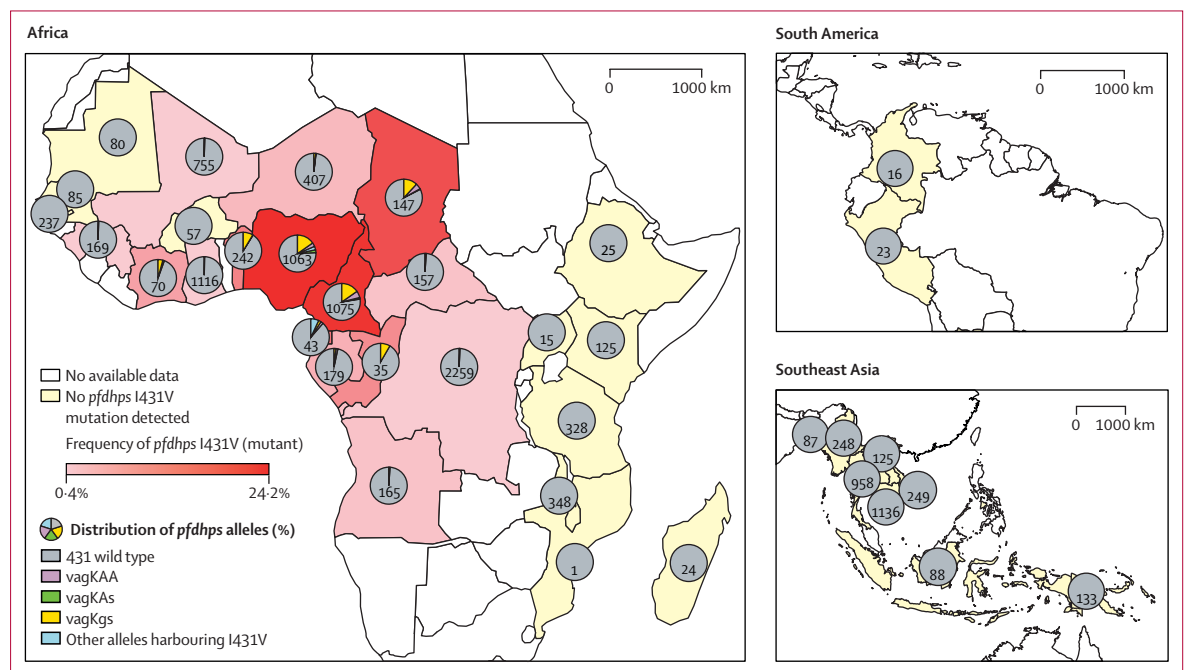 Africa
1000 km
0
80
755
407
147
85
237
57
169
242
1063
25
70
1116
157
1075
43
179
35
2259
15
125
328
165
348
1
24
No available data
No pfdhps I431V
mutation detected
Frequency of pfdhps I431V (mutant)
0·4%
24·2%
Distribution of pfdhps alleles (%)
431 wild type
vagKAA
vagKAs
vagKgs
Other alleles harbouring I431V
South America
0
1000 km
16
23
Southeast Asia
0
1000 km
87
248
125
958
249
1136
88
133